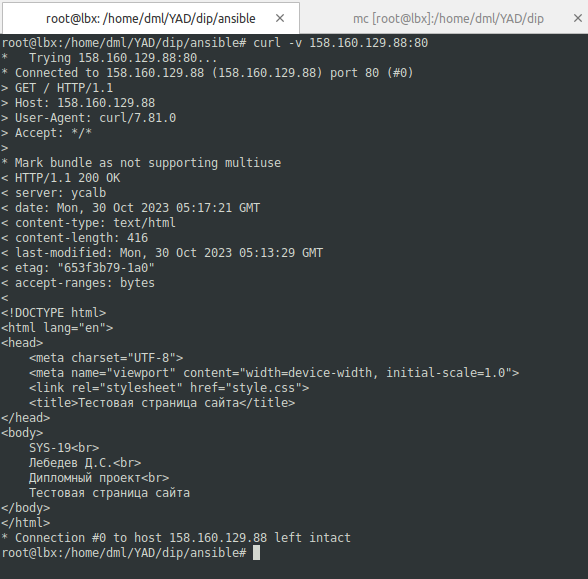 root@lbx: /home/dml/YAD/dip/ansible × mc [root@lbx]:/home/dml/YAD/dip ×
root@lbx:/home/dml/YAD/dip/ansible# curl -v 158.160.129.88:80
*   Trying 158.160.129.88:80...
* Connected to 158.160.129.88 (158.160.129.88) port 80 (#0)
> GET / HTTP/1.1
> Host: 158.160.129.88
> User-Agent: curl/7.81.0
> Accept: */*
>
* Mark bundle as not supporting multiuse
< HTTP/1.1 200 OK
< server: ycalb
< date: Mon, 30 Oct 2023 05:17:21 GMT
< content-type: text/html
< content-length: 416
< last-modified: Mon, 30 Oct 2023 05:13:29 GMT
< etag: "653f3b79-1a0"
< accept-ranges: bytes
<
<!DOCTYPE html>
<html lang="en">
<head>
    <meta charset="UTF-8">
    <meta name="viewport" content="width=device-width, initial-scale=1.0">
    <link rel="stylesheet" href="style.css">
    <title>Тестовая страница сайта</title>
</head>
<body>
    SYS-19<br>
    Лебедев Д.С.<br>
    Дипломный проект<br>
    Тестовая страница сайта
</body>
</html>
* Connection #0 to host 158.160.129.88 left intact
root@lbx:/home/dml/YAD/dip/ansible#